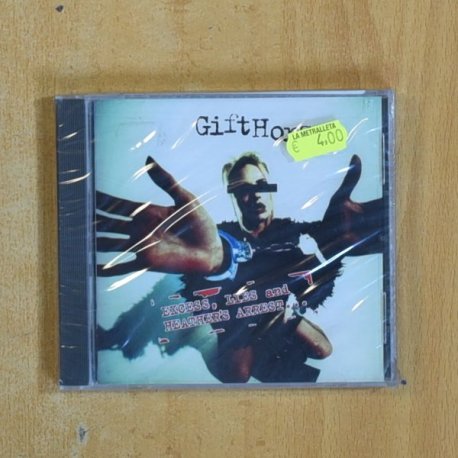 GiftHor
LA METRALLETA
€ 4,00
EXCESS, LIES and
HEATHER'S ARREST...